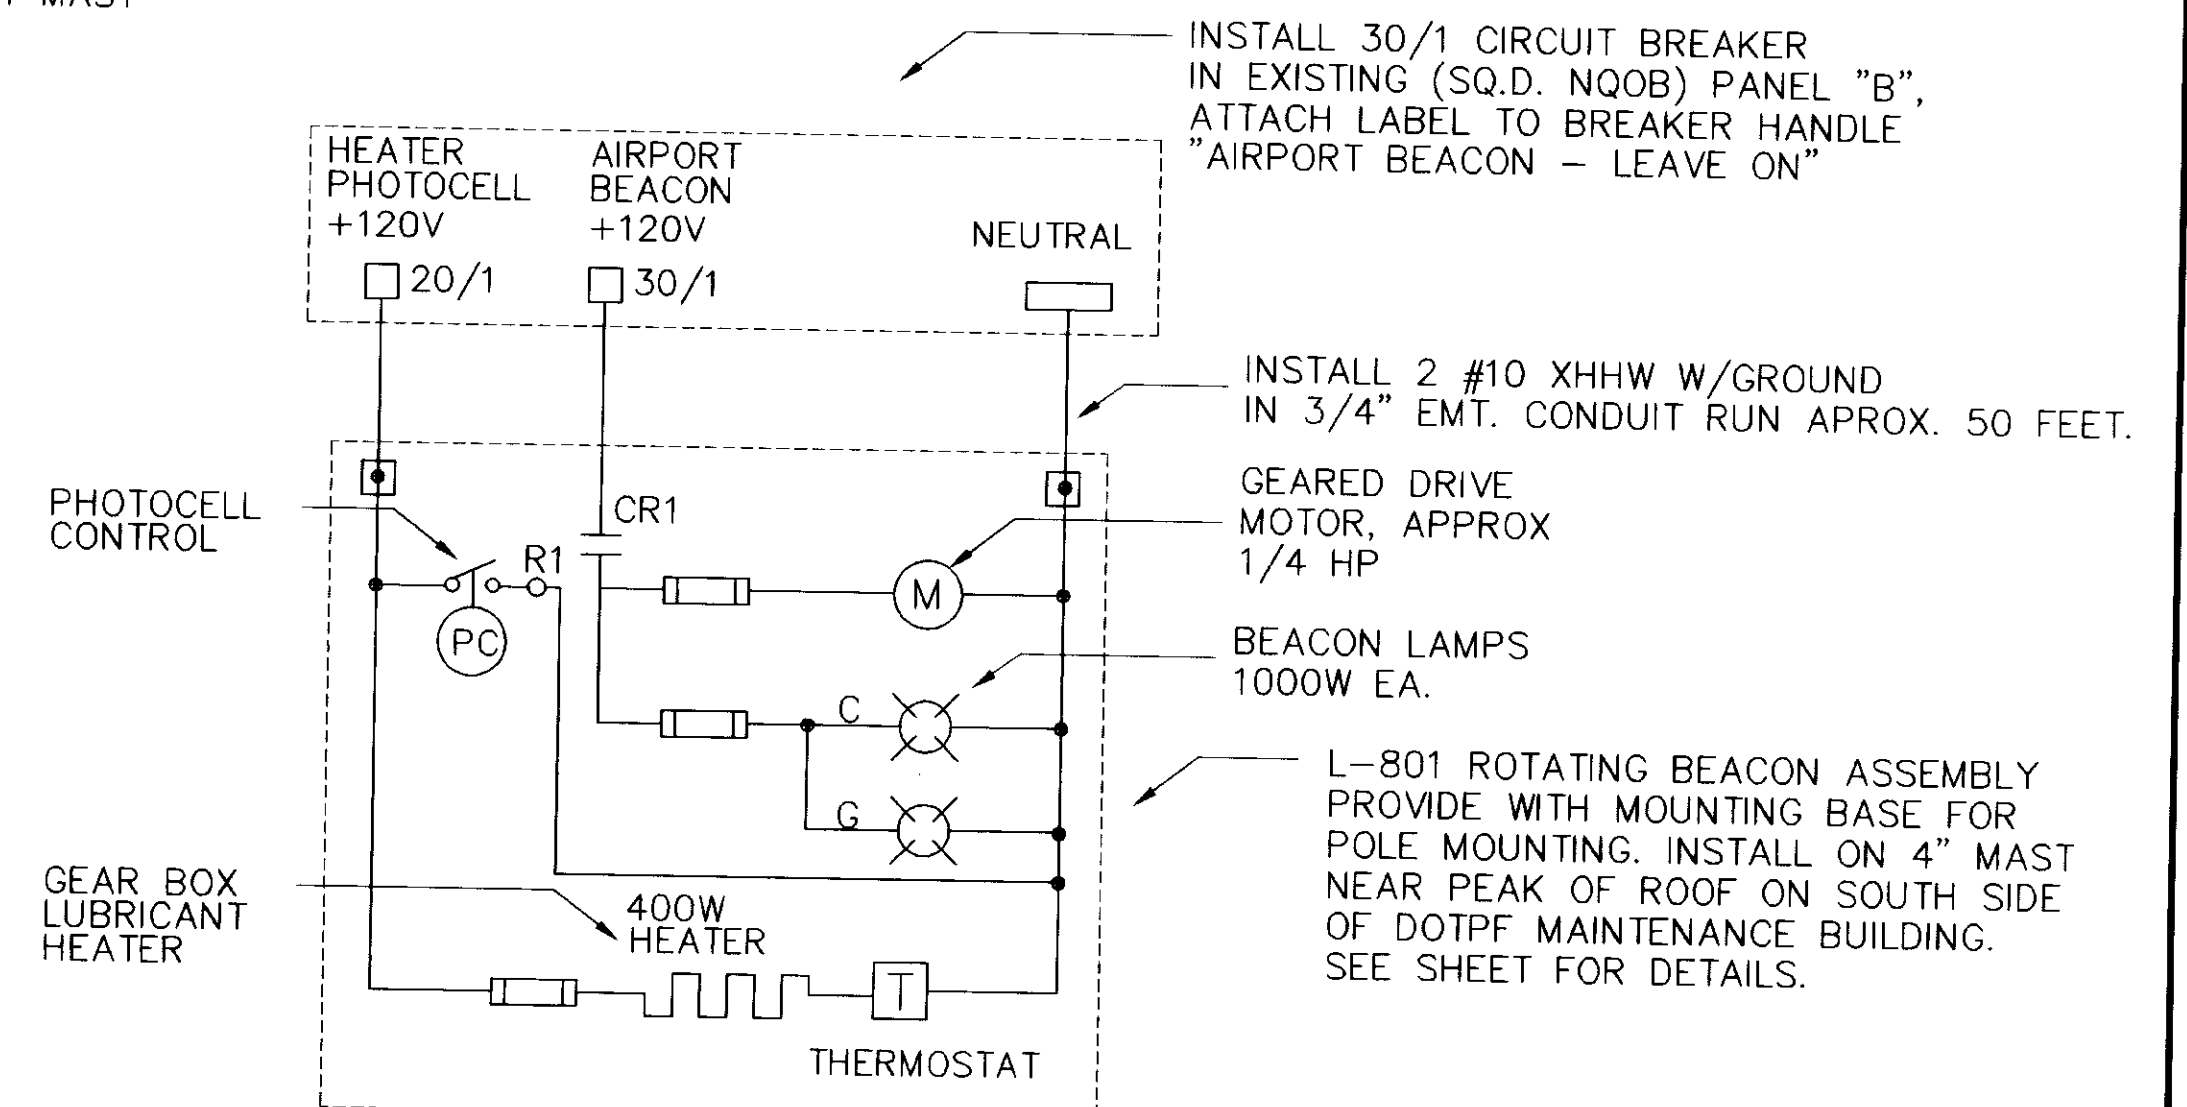 INSTALL 30/1 CIRCUIT BREAKER
IN EXISTING (SQ.D. NQOB) PANEL "B",
ATTACH LABEL TO BREAKER HANDLE
"AIRPORT BEACON – LEAVE ON"
HEATER
PHOTOCELL
+120V
AIRPORT
BEACON
+120V
NEUTRAL
20/1
30/1
INSTALL 2 #10 XHHW W/GROUND
IN 3/4" EMT. CONDUIT RUN APROX. 50 FEET.
PHOTOCELL
CONTROL
CR1
R1
PC
GEARED DRIVE
MOTOR, APPROX
1/4 HP
M
BEACON LAMPS
1000W EA.
C
G
L–801 ROTATING BEACON ASSEMBLY
PROVIDE WITH MOUNTING BASE FOR
POLE MOUNTING. INSTALL ON 4" MAST
NEAR PEAK OF ROOF ON SOUTH SIDE
OF DOTPF MAINTENANCE BUILDING.
SEE SHEET FOR DETAILS.
GEAR BOX
LUBRICANT
HEATER
400W
HEATER
T
THERMOSTAT